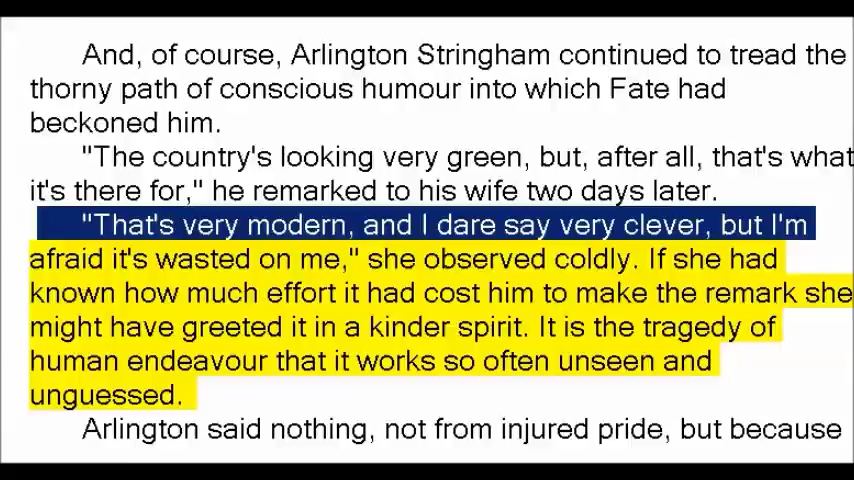 And, of course, Arlington Stringham continued to tread the
thorny path of conscious humour into which Fate had
beckoned him.
"The country's looking very green, but, after all, that's what
it's there for," he remarked to his wife two days later.
"That's very modern, and I dare say very clever, but I'm
afraid it's wasted on me," she observed coldly. If she had
known how much effort it had cost him to make the remark she
might have greeted it in a kinder spirit. It is the tragedy of
human endeavour that it works so often unseen and
unguessed.
Arlington said nothing, not from injured pride, but because